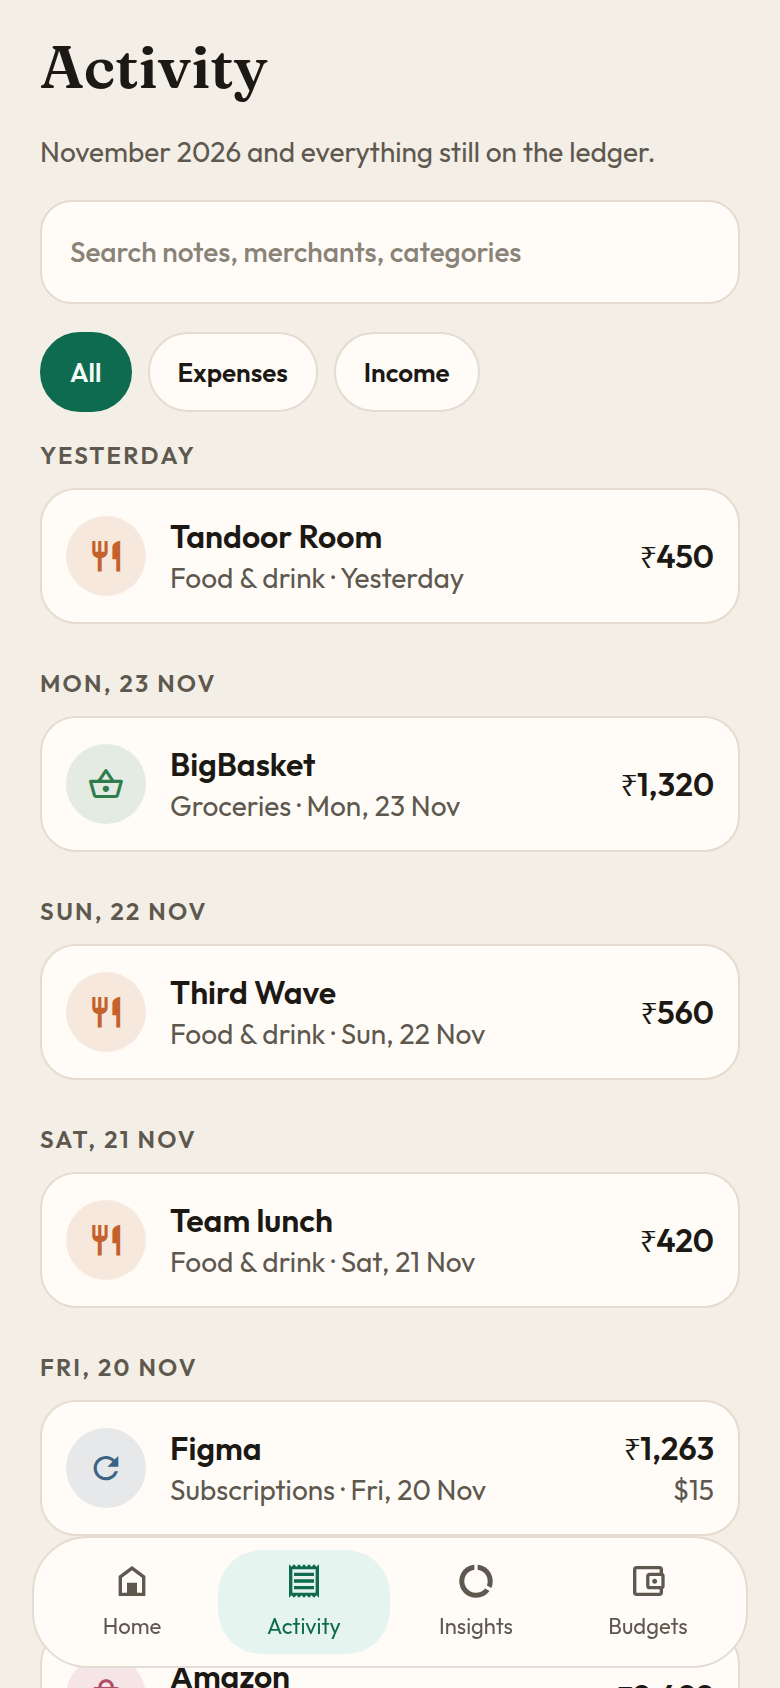 Activity
November 2026 and everything still on the ledger.
Search notes, merchants, categories
All
Expenses
Income
YESTERDAY
Tandoor Room
₹450
Food & drink · Yesterday
MON, 23 NOV
BigBasket
₹1,320
Groceries · Mon, 23 Nov
SUN, 22 NOV
Third Wave
₹560
Food & drink · Sun, 22 Nov
SAT, 21 NOV
Team lunch
₹420
Food & drink · Sat, 21 Nov
FRI, 20 NOV
Figma
₹1,263
Subscriptions · Fri, 20 Nov
$15
Home
Activity
Insights
Budgets
Amazon